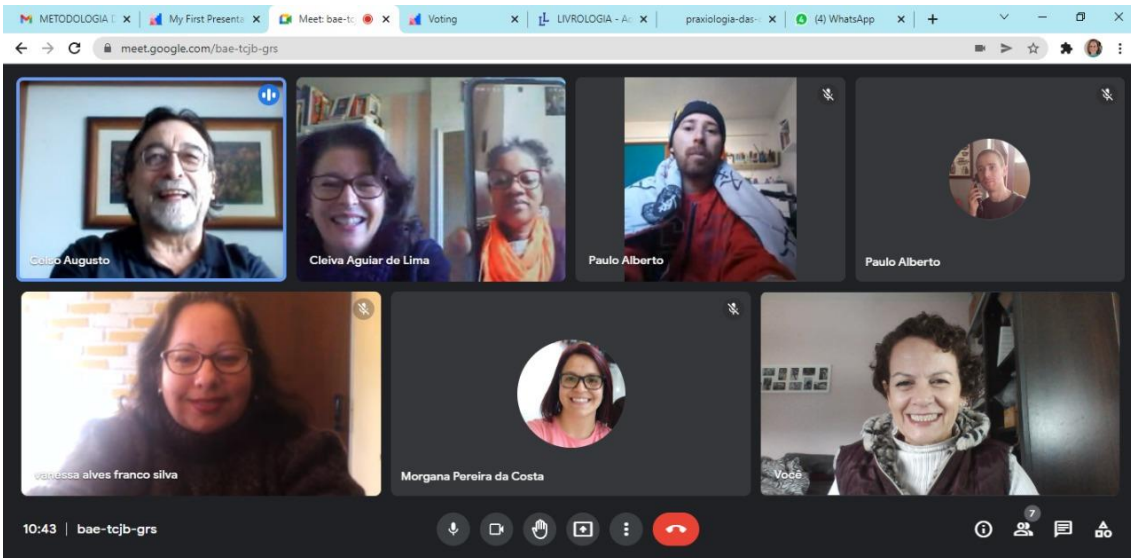 METODOLOGIA
My First Presenta
Meet: bae-tc
Voting
LIVROLOGIA - A
praxiologia-das-
(4) WhatsApp
meet.google.com/bae-tcjb-grs
Celso Augusto
Cleiva Aguiar de Lima
Paulo Alberto
Paulo Alberto
vanessa alves franco silva
Morgana Pereira da Costa
Você
10:43 | bae-tcjb-grs
7